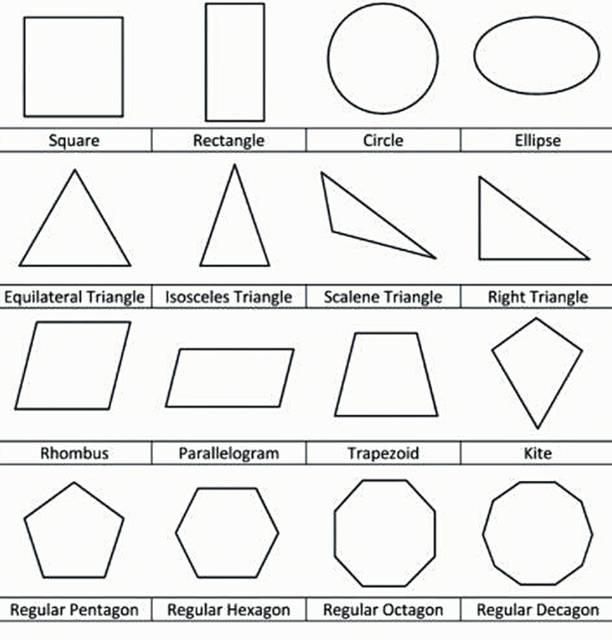 Square
Rectangle
Circle
Ellipse
Equilateral Triangle
Isosceles Triangle
Scalene Triangle
Right Triangle
Rhombus
Parallelogram
Trapezoid
Kite
Regular Pentagon
Regular Hexagon
Regular Octagon
Regular Decagon